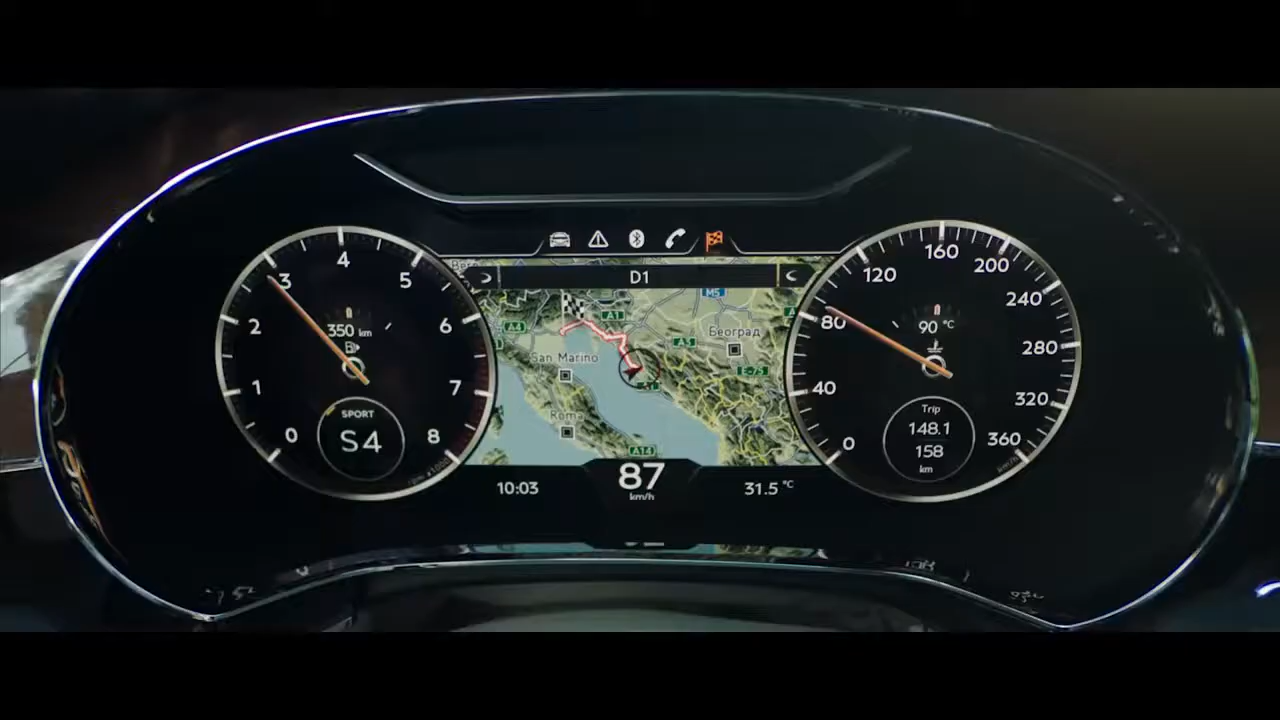 D1
0
1
2
3
4
5
6
7
8
350 km
SPORT
S4
A4
A1
M5
A3
Београд
E-75
San Marino
Roma
A14
10:03
87
km/h
31.5 °C
0
40
80
120
160
200
240
280
320
360
km/h
90 °C
Trip
148.1
158
km